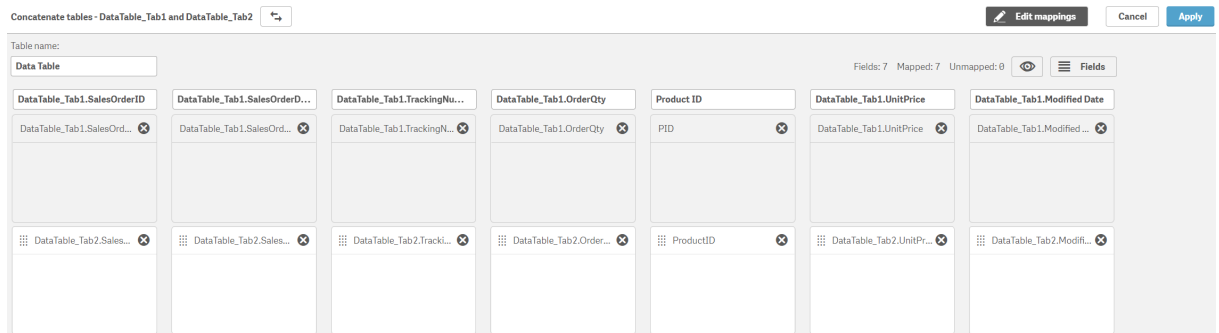 Concatenate tables - DataTable_Tab1 and DataTable_Tab2 Edit mappings Cancel Apply
Table name:
Data Table Fields: 7 Mapped: 7 Unmapped: 0 Fields
DataTable_Tab1.SalesOrderID DataTable_Tab1.SalesOrderD... DataTable_Tab1.TrackingNu... DataTable_Tab1.OrderQty Product ID DataTable_Tab1.UnitPrice DataTable_Tab1.Modified Date
DataTable_Tab1.SalesOrd... DataTable_Tab1.SalesOrd... DataTable_Tab1.TrackingN... DataTable_Tab1.OrderQty PID DataTable_Tab1.UnitPrice DataTable_Tab1.Modified ...
DataTable_Tab2.Sales... DataTable_Tab2.Sales... DataTable_Tab2.Tracki... DataTable_Tab2.Order... ProductID DataTable_Tab2.UnitPr... DataTable_Tab2.Modifi...